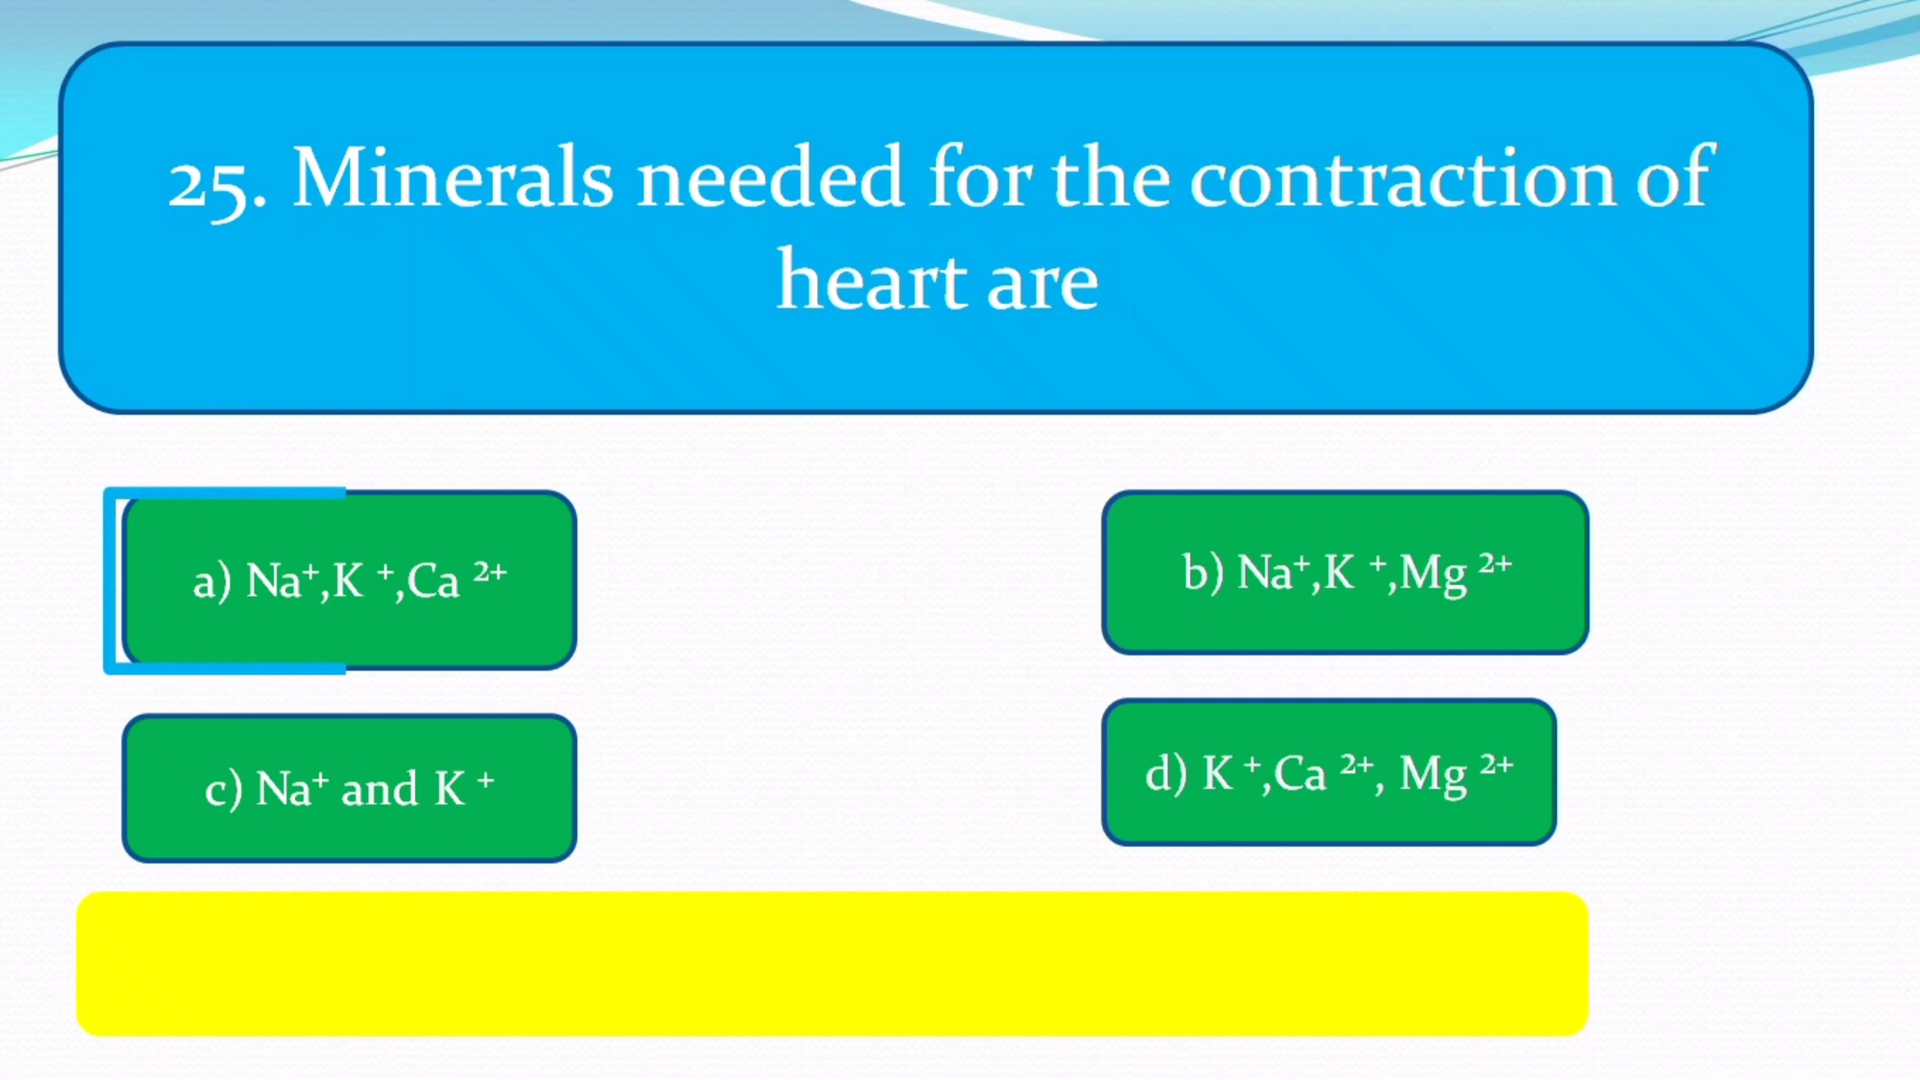 25. Minerals needed for the contraction of
heart are
a) Na⁺,K ⁺,Ca ²⁺
b) Na⁺,K ⁺,Mg ²⁺
c) Na⁺ and K ⁺
d) K ⁺,Ca ²⁺, Mg ²⁺